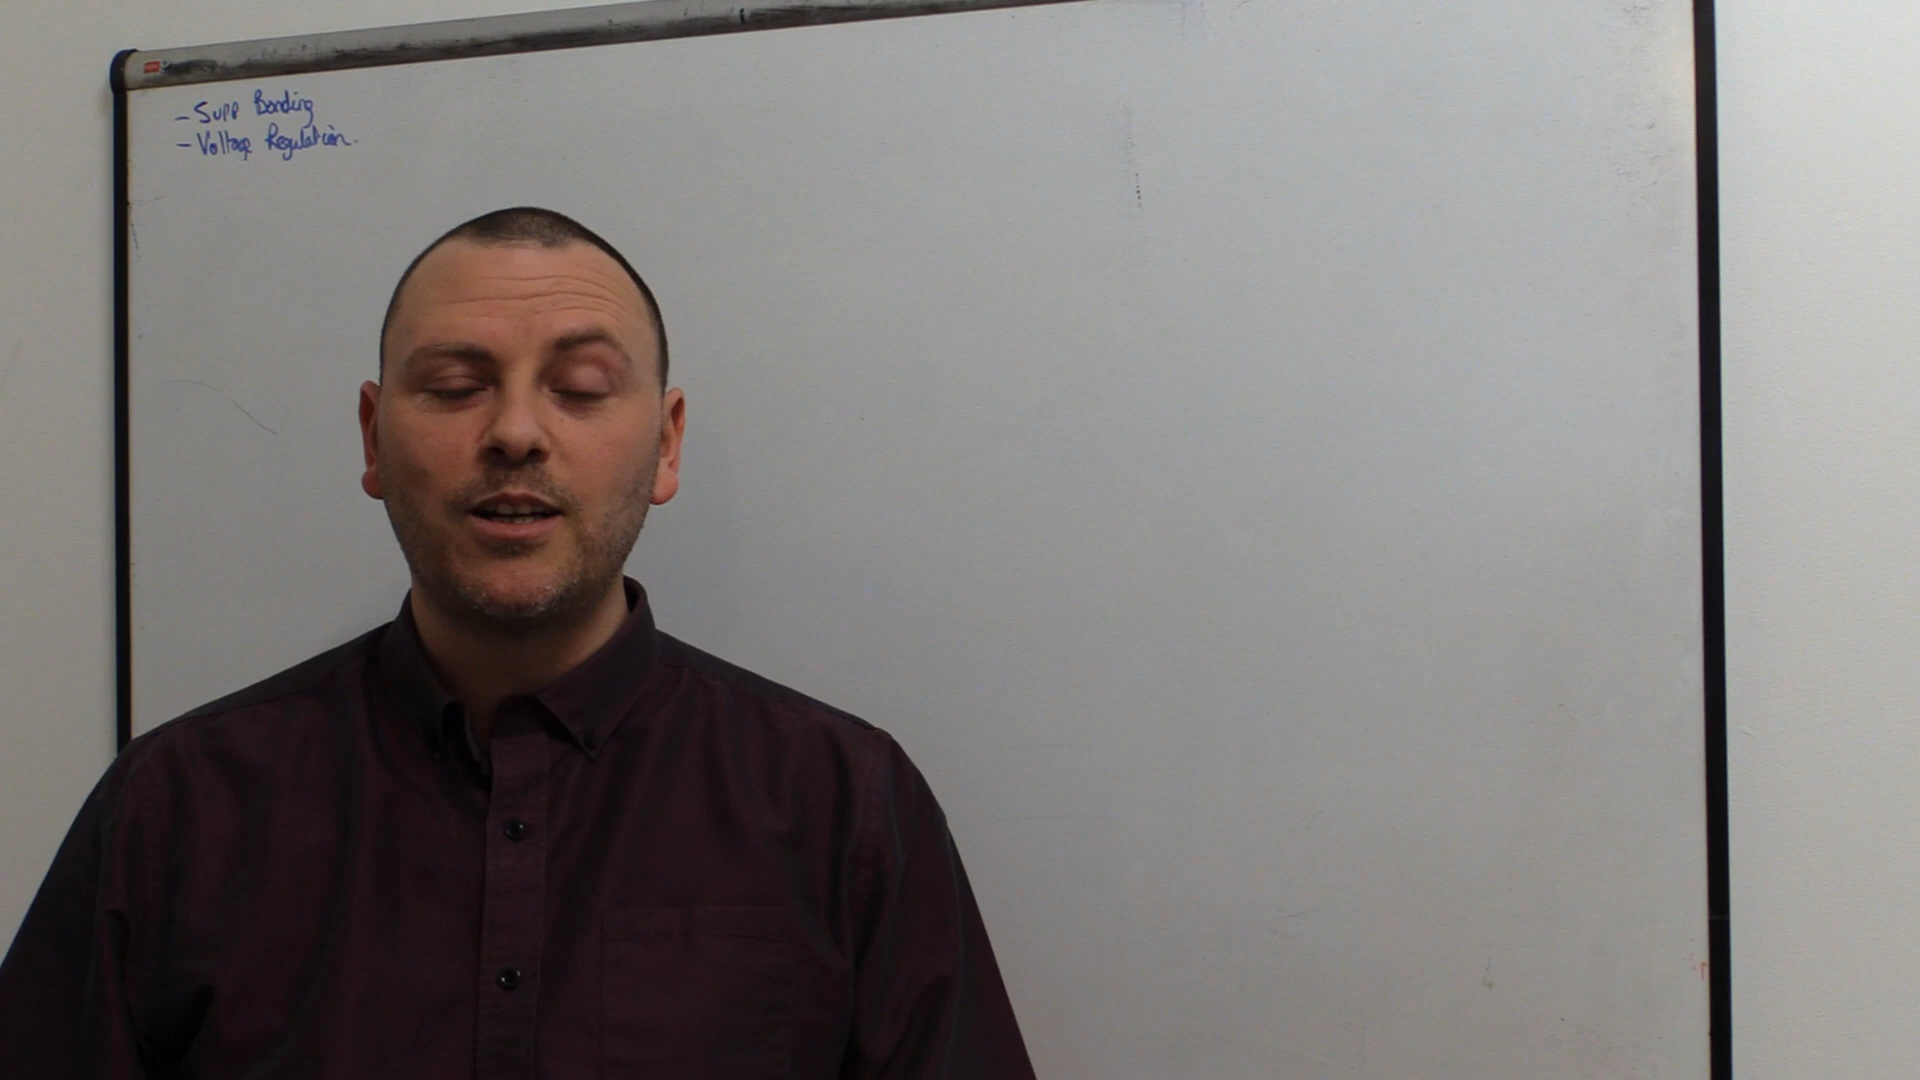 - Supp Bonding
- Voltage Regulation.